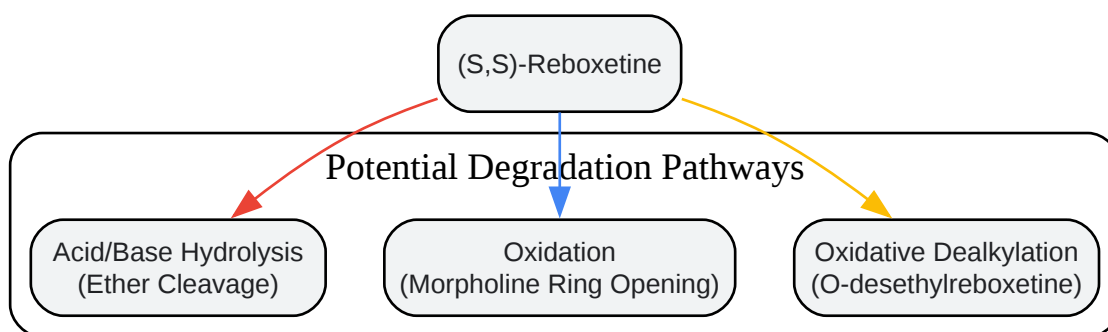 (S,S)-Reboxetine
Potential Degradation Pathways
Acid/Base Hydrolysis
(Ether Cleavage)
Oxidation
(Morpholine Ring Opening)
Oxidative Dealkylation
(O-desethylreboxetine)